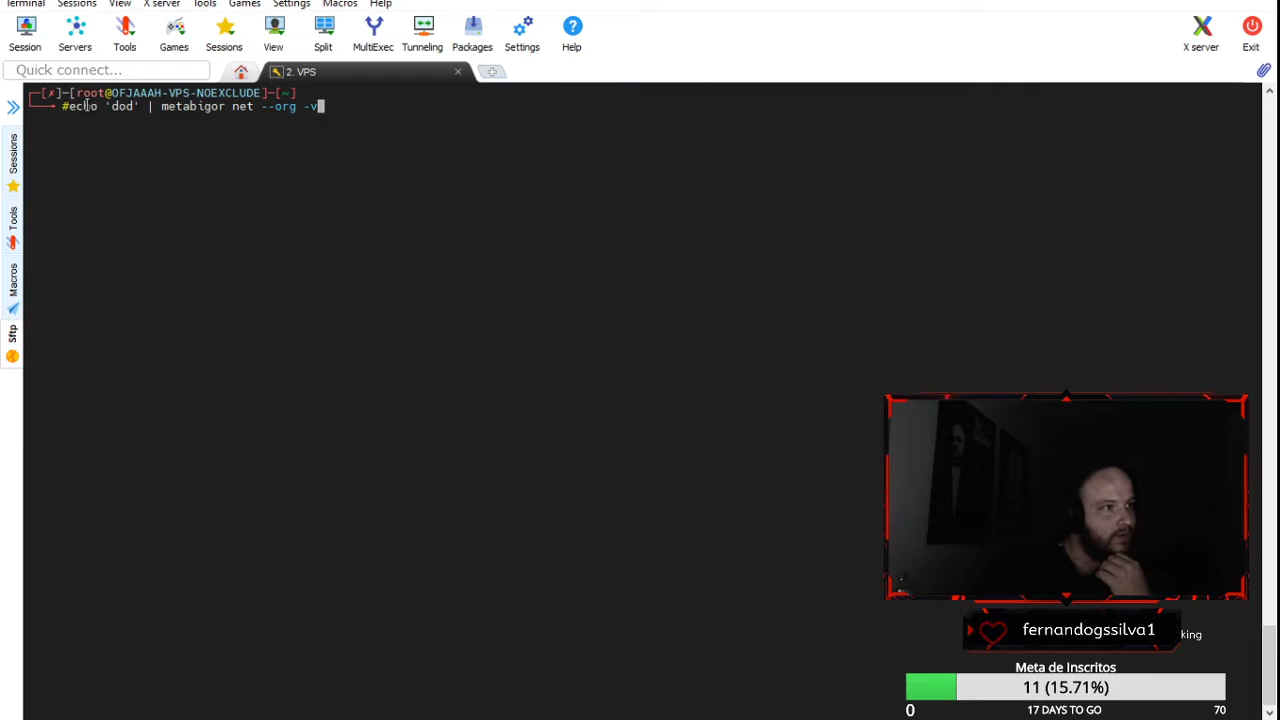 Terminal Sessions View X server Tools Games Settings Macros Help
Session Servers Tools Games Sessions View Split MultiExec Tunneling Packages Settings Help X server Exit
Quick connect...
2. VPS
┌─[✗]─[root@OFJAAAH-VPS-NOEXCLUDE]─[~]
└──╼ #echo 'dod' | metabigor net --org -v
Sessions
Tools
Macros
Sftp
fernandogssilva1
king
Meta de Inscritos
11 (15.71%)
0 17 DAYS TO GO 70